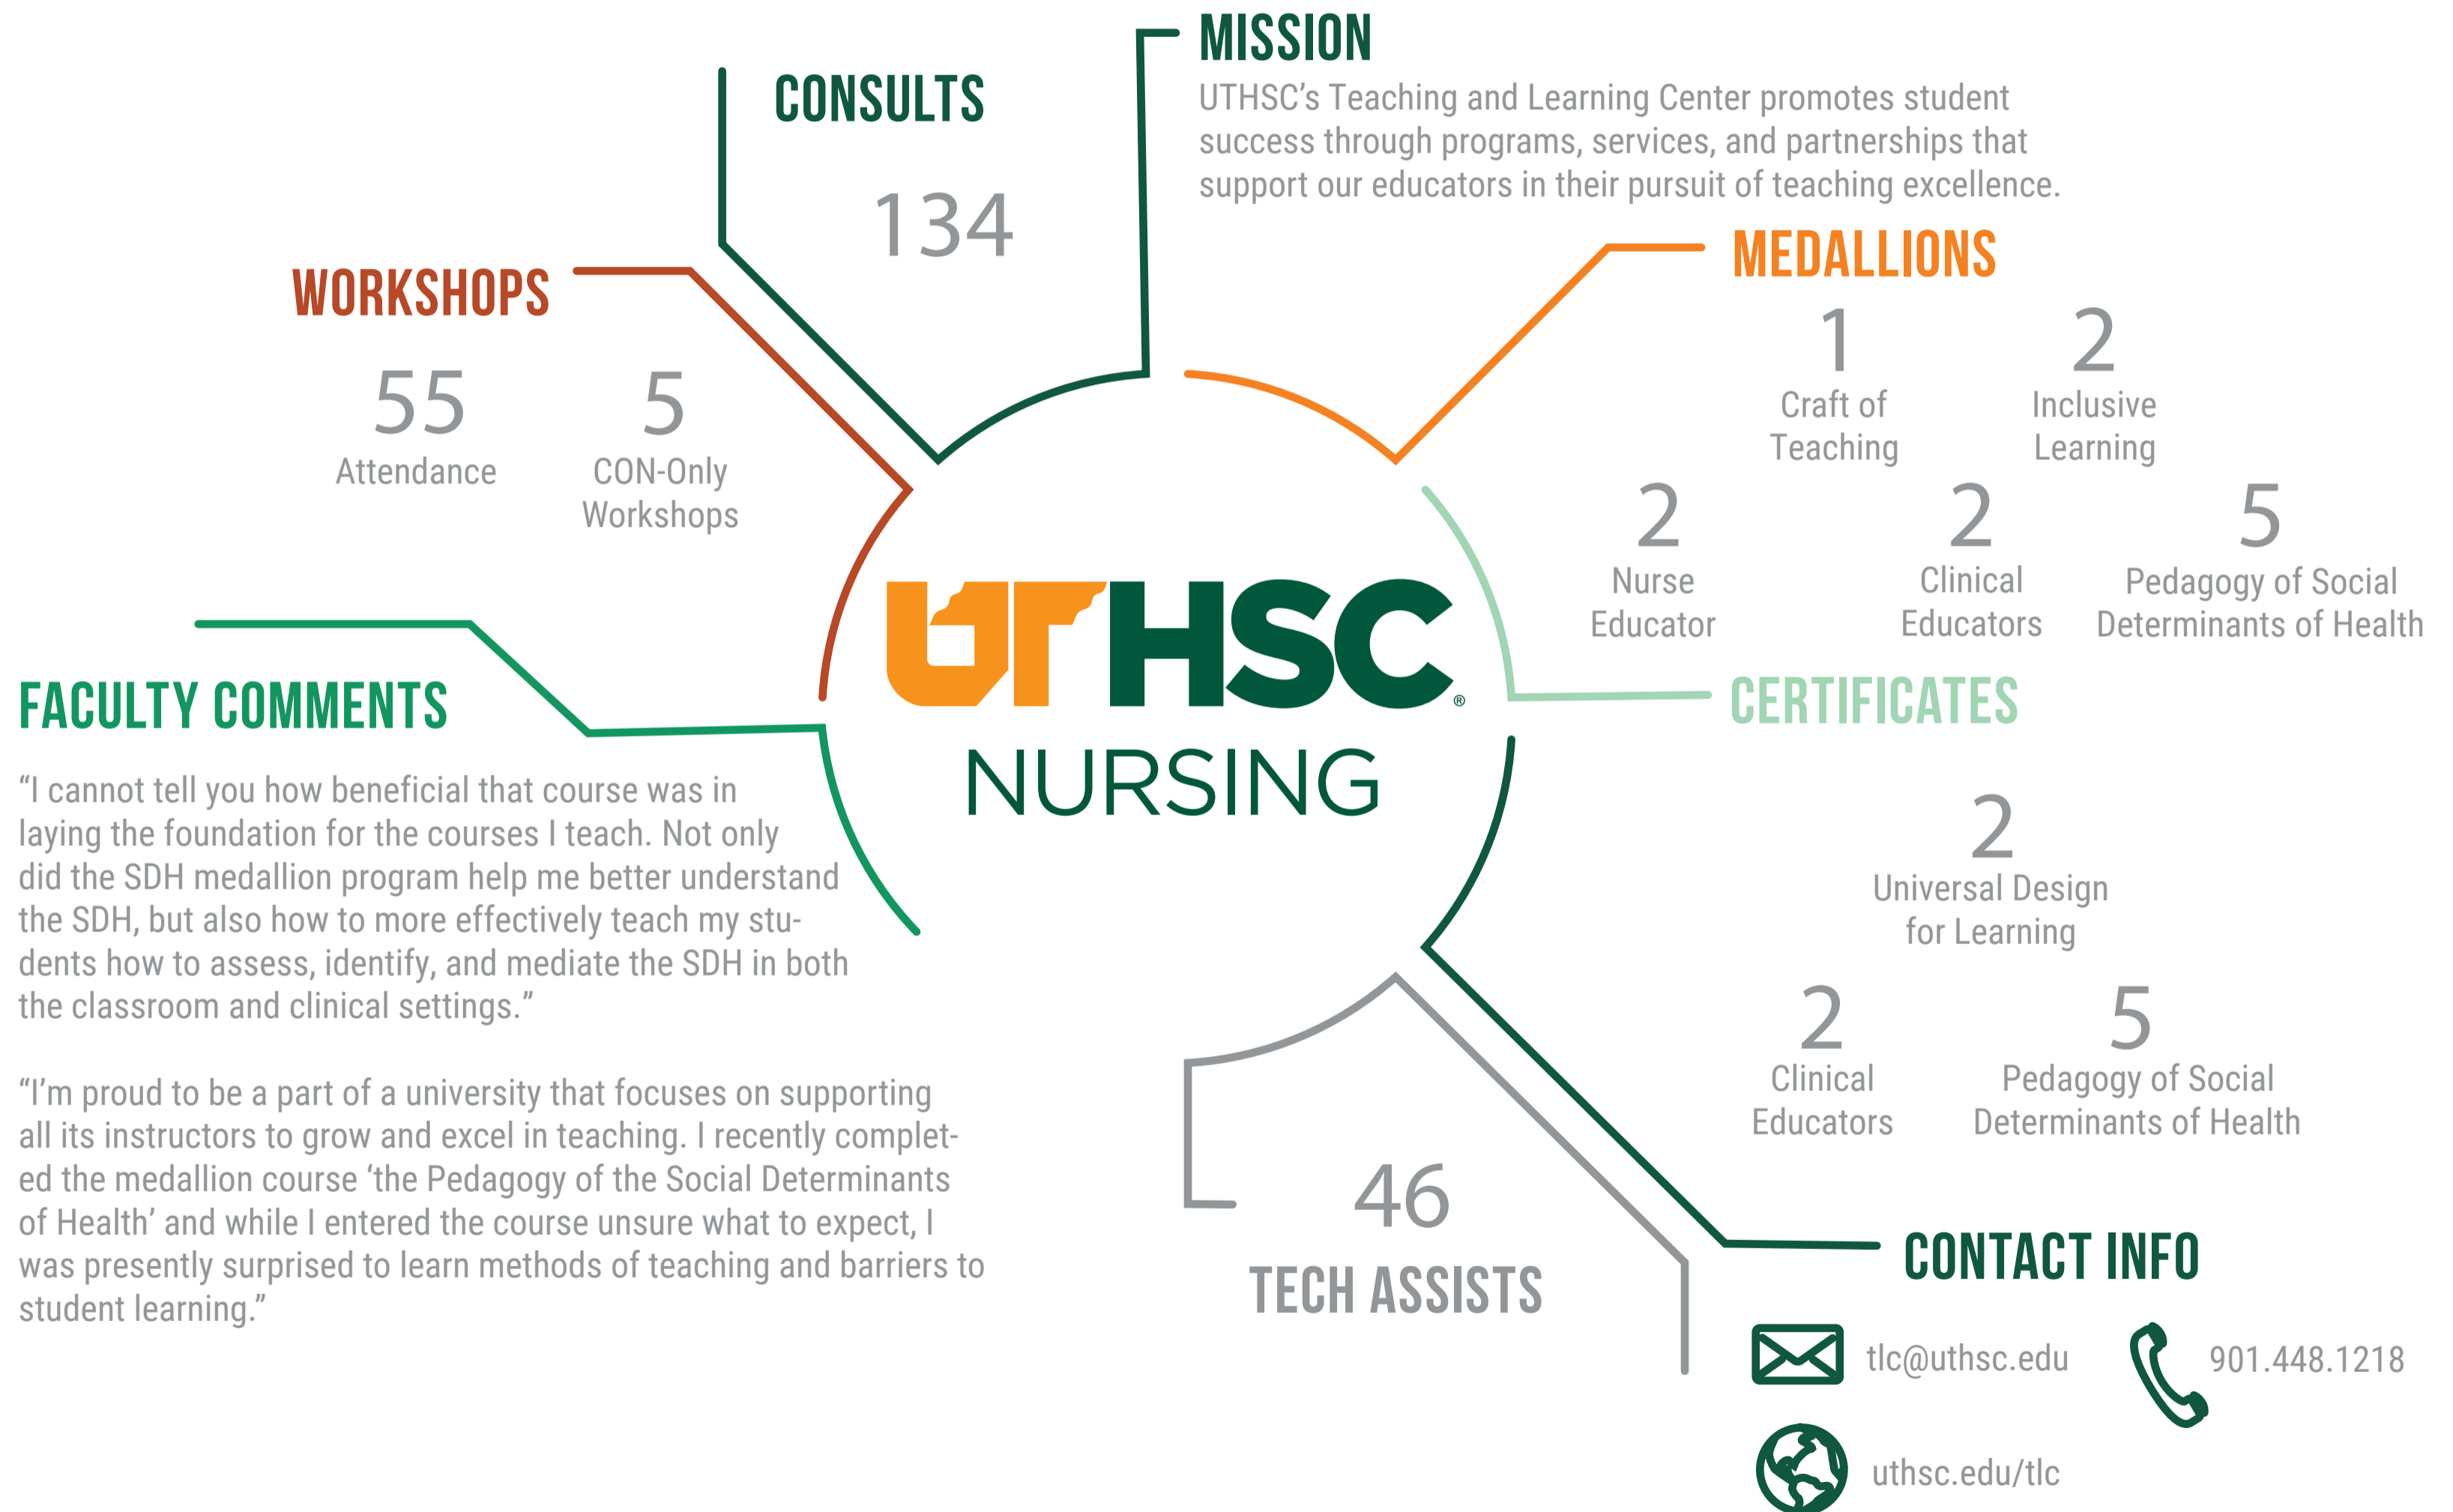 MISSION
UTHSC's Teaching and Learning Center promotes student
success through programs, services, and partnerships that
support our educators in their pursuit of teaching excellence.
CONSULTS
134
WORKSHOPS
55
Attendance
5
CON-Only
Workshops
MEDALLIONS
1
Craft of
Teaching
2
Inclusive
Learning
2
Nurse
Educator
2
Clinical
Educators
5
Pedagogy of Social
Determinants of Health
UTHSC®
NURSING
FACULTY COMMENTS
“I cannot tell you how beneficial that course was in
laying the foundation for the courses I teach. Not only
did the SDH medallion program help me better understand
the SDH, but also how to more effectively teach my stu-
dents how to assess, identify, and mediate the SDH in both
the classroom and clinical settings.”
“I’m proud to be a part of a university that focuses on supporting
all its instructors to grow and excel in teaching. I recently complet-
ed the medallion course ‘the Pedagogy of the Social Determinants
of Health’ and while I entered the course unsure what to expect, I
was presently surprised to learn methods of teaching and barriers to
student learning.”
CERTIFICATES
2
Universal Design
for Learning
2
Clinical
Educators
5
Pedagogy of Social
Determinants of Health
46
TECH ASSISTS
CONTACT INFO
tlc@uthsc.edu
901.448.1218
uthsc.edu/tlc